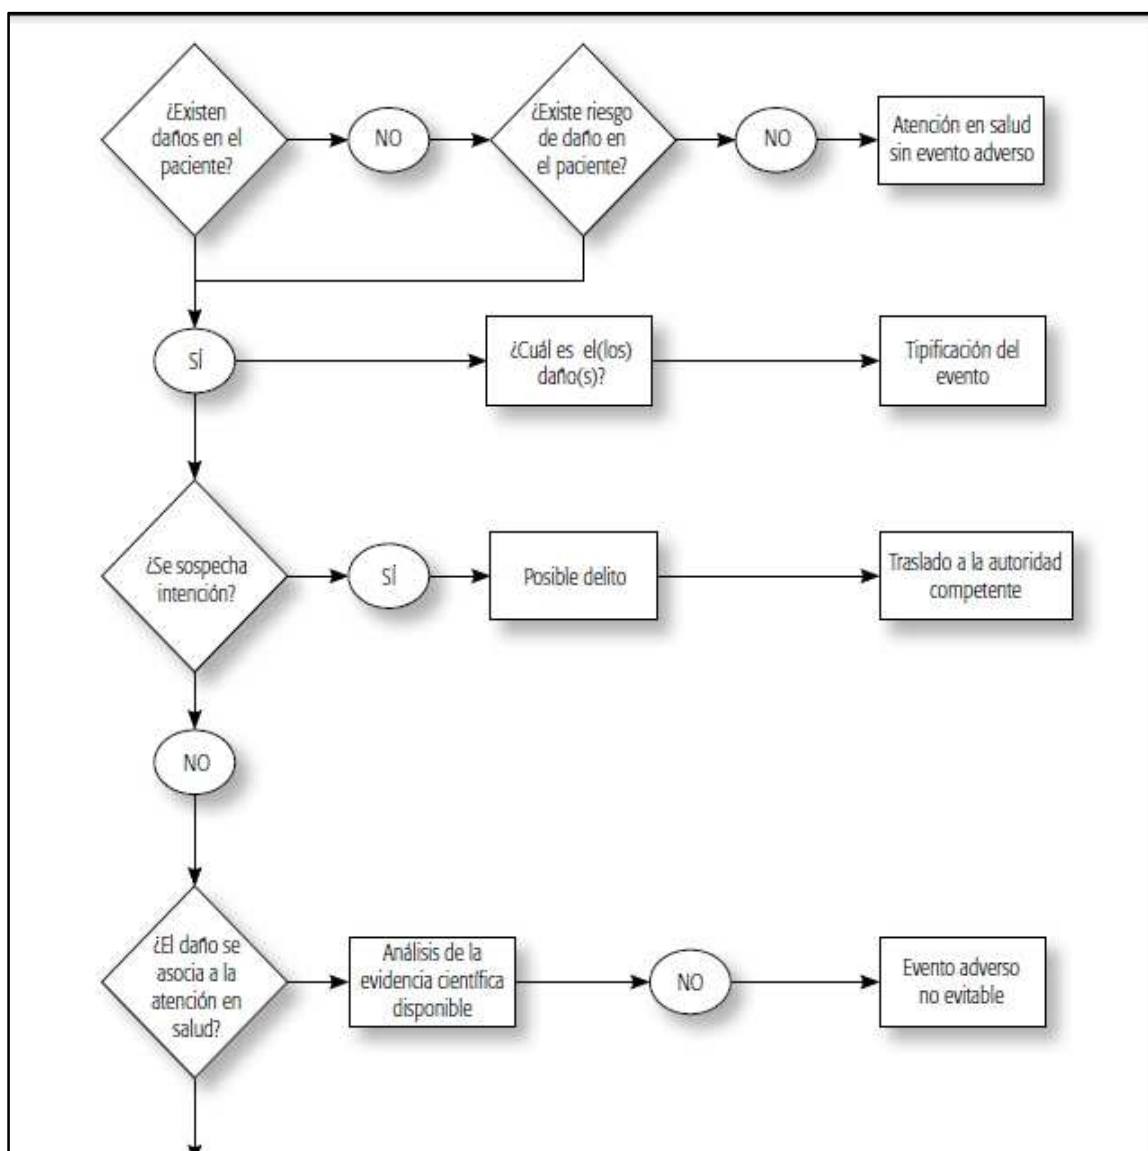 ¿Existen
daños en el
paciente?
NO
¿Existe riesgo
de daño en
el paciente?
NO
Atención en salud
sin evento adverso
SÍ
¿Cuál es el(los)
daño(s)?
Tipificación del
evento
¿Se sospecha
intención?
SÍ
Posible delito
Traslado a la autoridad
competente
NO
¿El daño se
asocia a la
atención en
salud?
Análisis de la
evidencia científica
disponible
NO
Evento adverso
no evitable